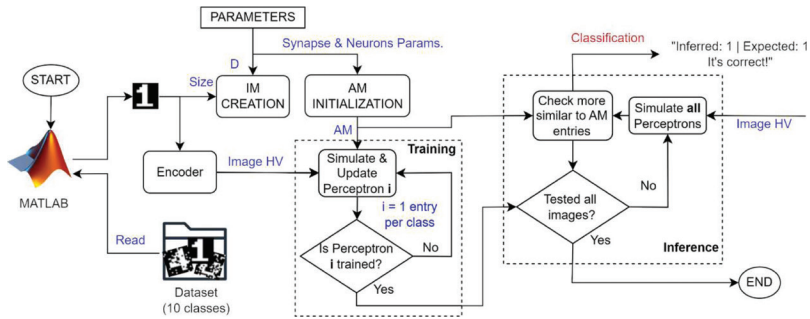 PARAMETERS
Classification
Synapse & Neurons Params.
"Inferred: 1 | Expected: 1
It's correct!"
START
D
Size
1
IM
CREATION
AM
INITIALIZATION
Check more
similar to AM
entries
Simulate all
Perceptrons
Image HV
AM
Training
Encoder
Image HV
Simulate &
Update
Perceptron i
MATLAB
i = 1 entry
per class
Tested all
images?
No
Yes
Inference
Read
1
Is Perceptron
i trained?
No
Yes
Dataset
(10 classes)
END